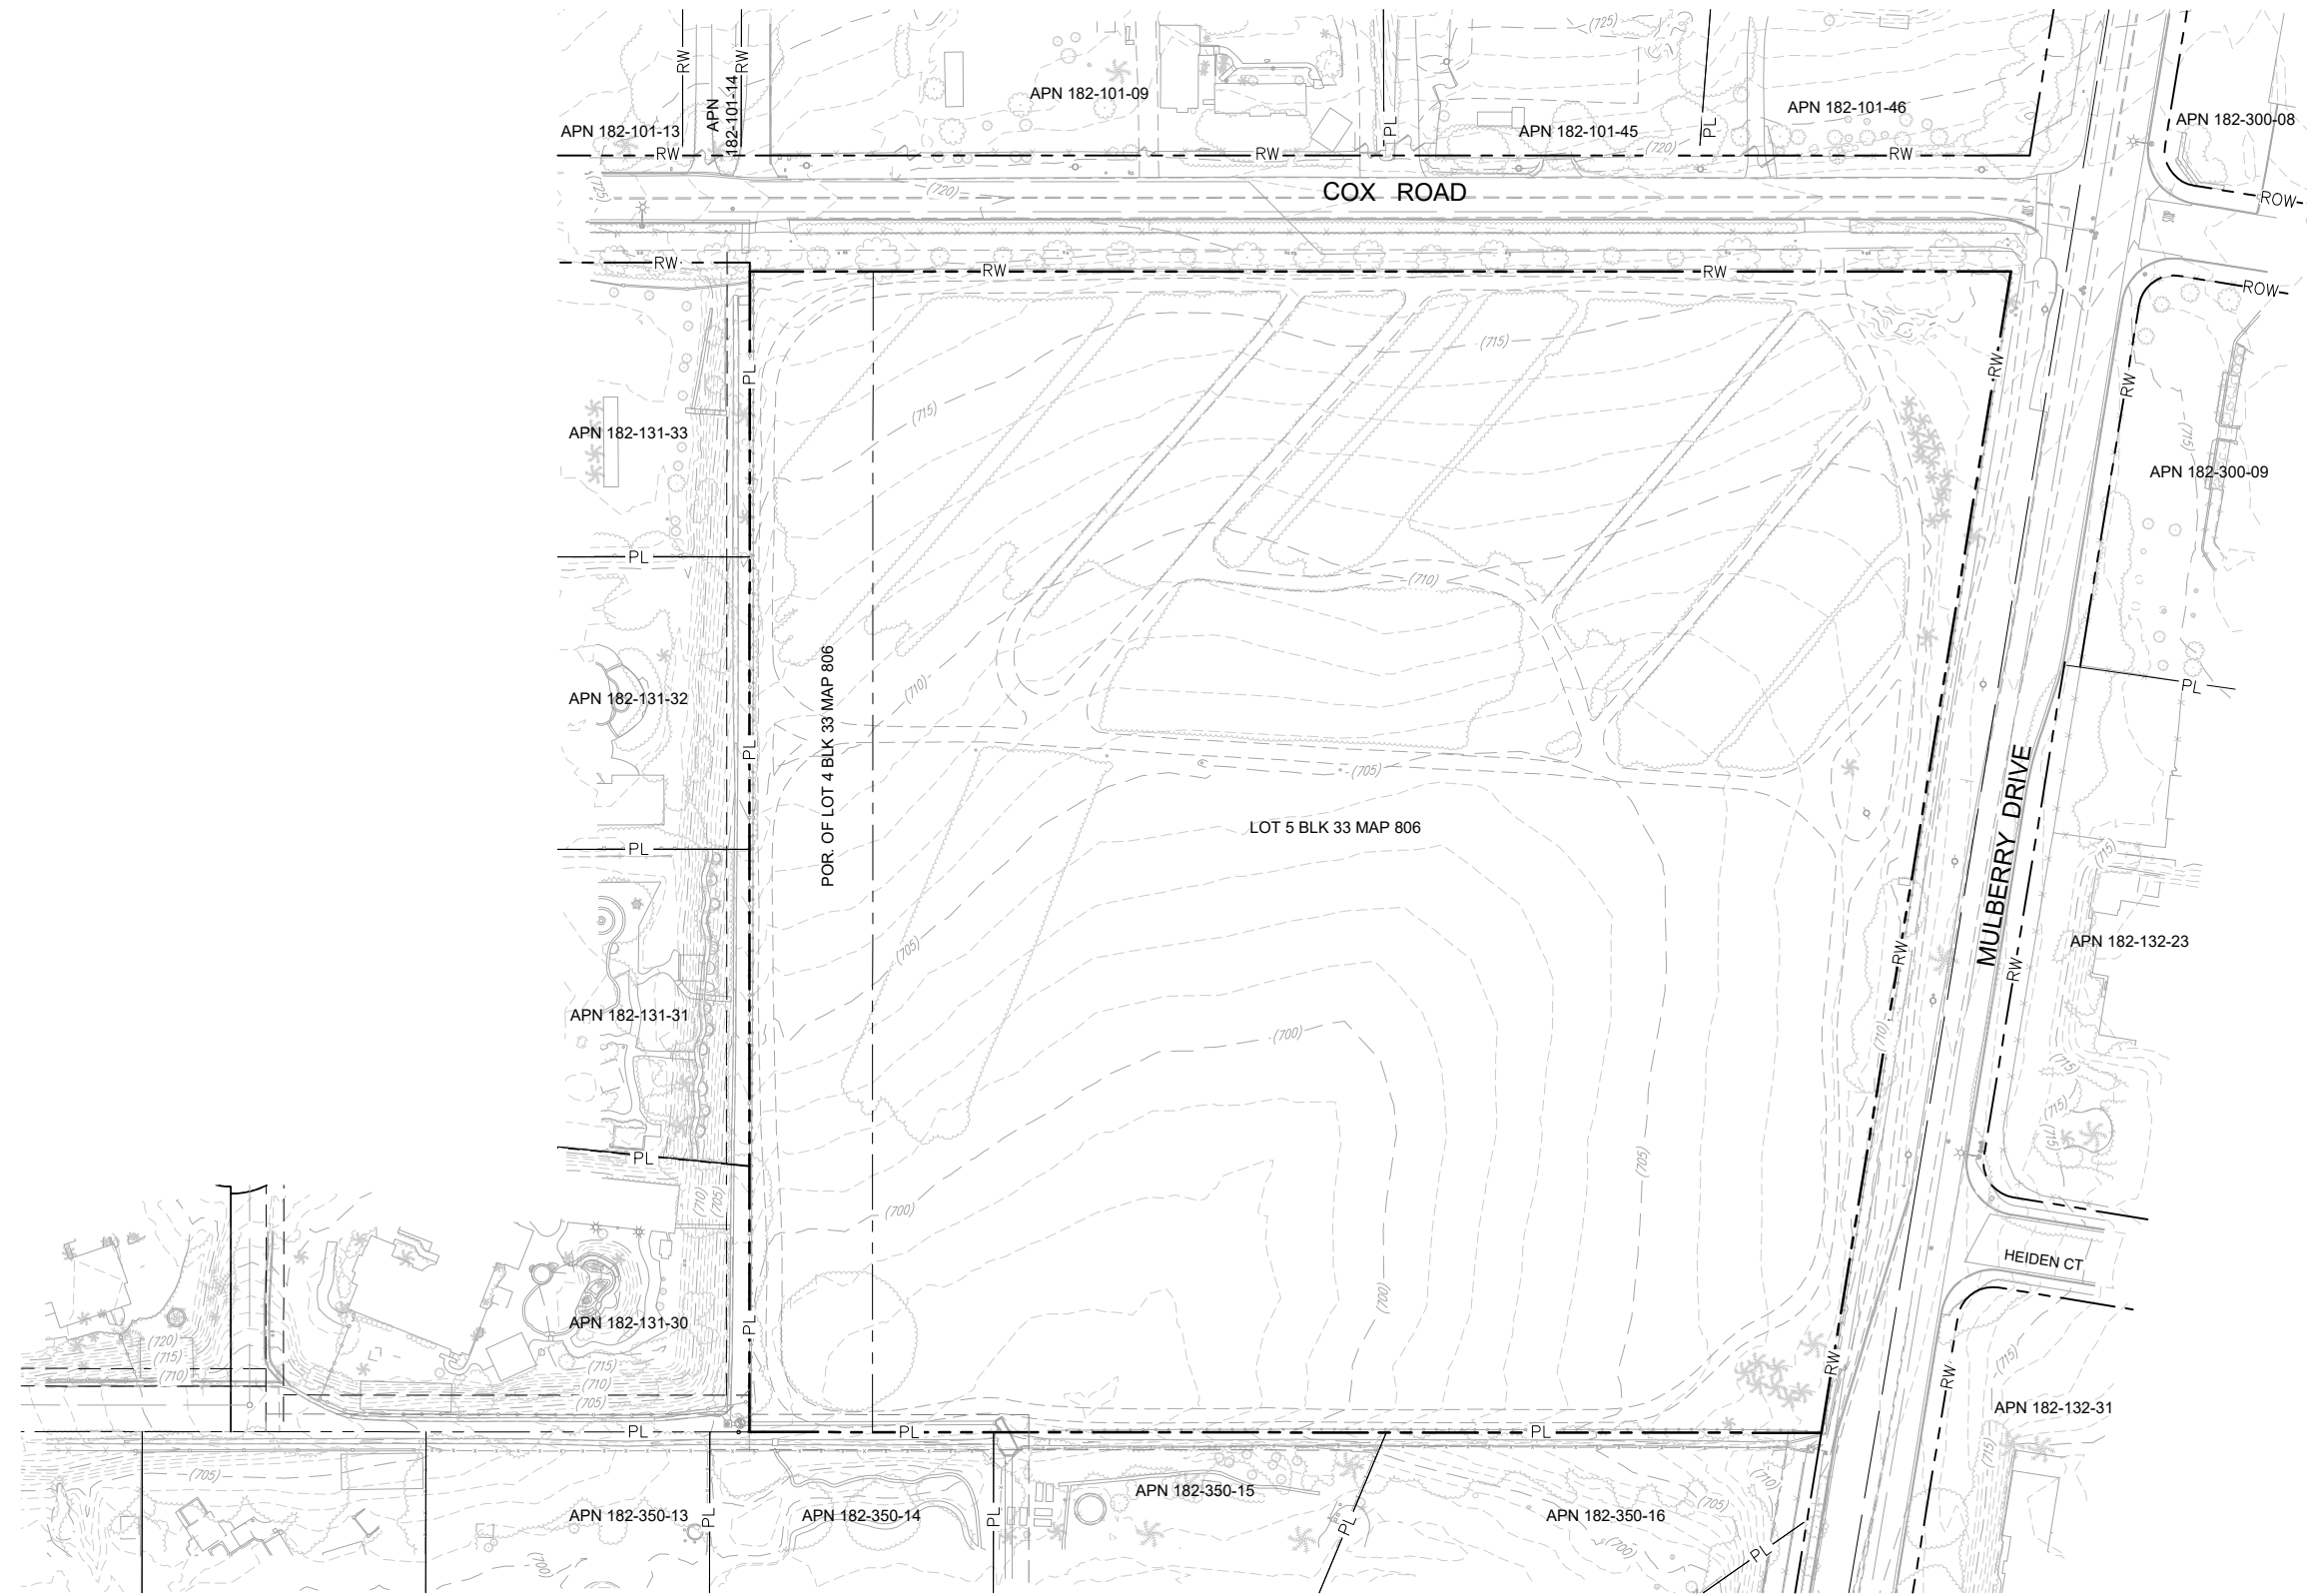 (725)
RW
RW
APN
182-101-14
APN 182-101-09
APN 182-101-46
APN 182-101-13
PL
APN 182-101-45
PL
APN 182-300-08
RW
RW
(720)
RW
(725)
(720)
COX ROAD
ROW
RW
RW
RW
ROW
(715)
PL
RW
RW
(715)
APN 182-131-33
(715)
APN 182-300-09
PL
(710)
(710)
PL
APN 182-131-32
POR. OF LOT 4 BLK 33 MAP 806
PL
(705)
MULBERRY DRIVE
LOT 5 BLK 33 MAP 806
PL
(715)
(705)
RW
RW
APN 182-132-23
APN 182-131-31
(700)
(710)
(715)
(715)
(715)
PL
(705)
(710)
(705)
(700)
HEIDEN CT
(700)
APN 182-131-30
PL
(720)
(715)
(710)
(715)
(710)
(705)
RW
RW
(715)
APN 182-132-31
PL
PL
PL
(705)
(715)
(710)
APN 182-350-15
(705)
APN 182-350-13
PL
APN 182-350-14
PL
PL
APN 182-350-16
(700)
(700)
PL